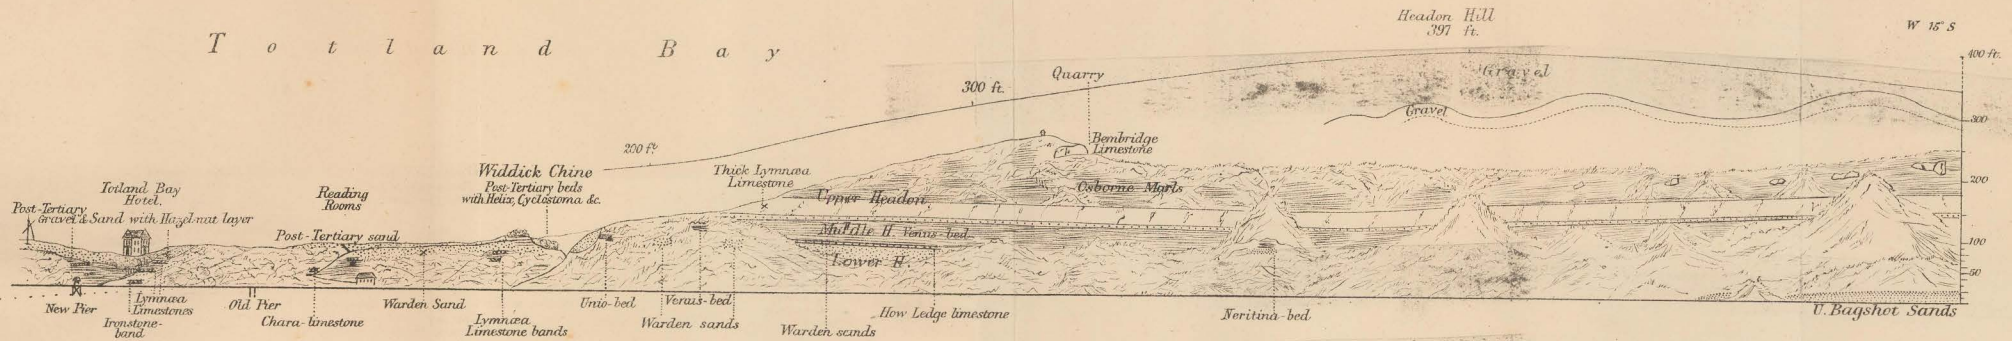 Totland Bay
Headon Hill
397 ft.
W 15° S
400 ft.
Gravel
Quarry
300 ft.
Gravel
300
200 ft.
Bembridge
Limestone
Widdick Chine
Post-Tertiary beds
with Helix, Cyclostoma &c.
Thick Lymnæa
Limestone
Totland Bay
Hotel.
Reading
Rooms
Osborne Marls
200
Upper Headon
Post-Tertiary
Gravel & Sand with Hazel nut layer
Post-Tertiary sand
Middle H. Venus-bed
Lower H.
100
50
New Pier
Lymnæa
Limestones
Ironstone-
band
Old Pier
Chara-limestone
Warden Sand
Lymnæa
Limestone bands
Unio-bed
Venus-bed
Warden sands
Warden sands
How Ledge limestone
Neritina-bed
U. Bagshot Sands